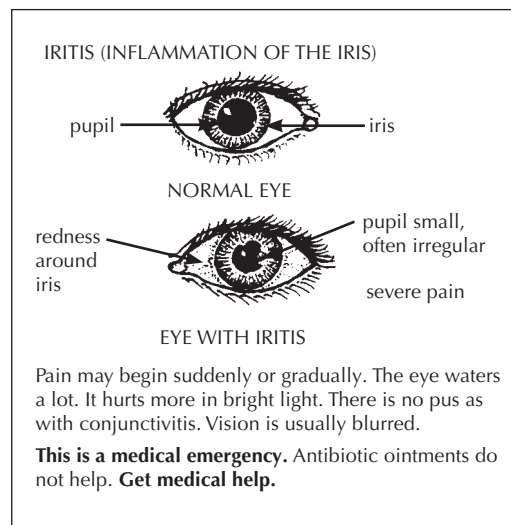 IRITIS (INFLAMMATION OF THE IRIS)
pupil
iris
NORMAL EYE
redness
around
iris
pupil small,
often irregular
severe pain
EYE WITH IRITIS
Pain may begin suddenly or gradually. The eye waters
a lot. It hurts more in bright light. There is no pus as
with conjunctivitis. Vision is usually blurred.
This is a medical emergency. Antibiotic ointments do
not help. Get medical help.